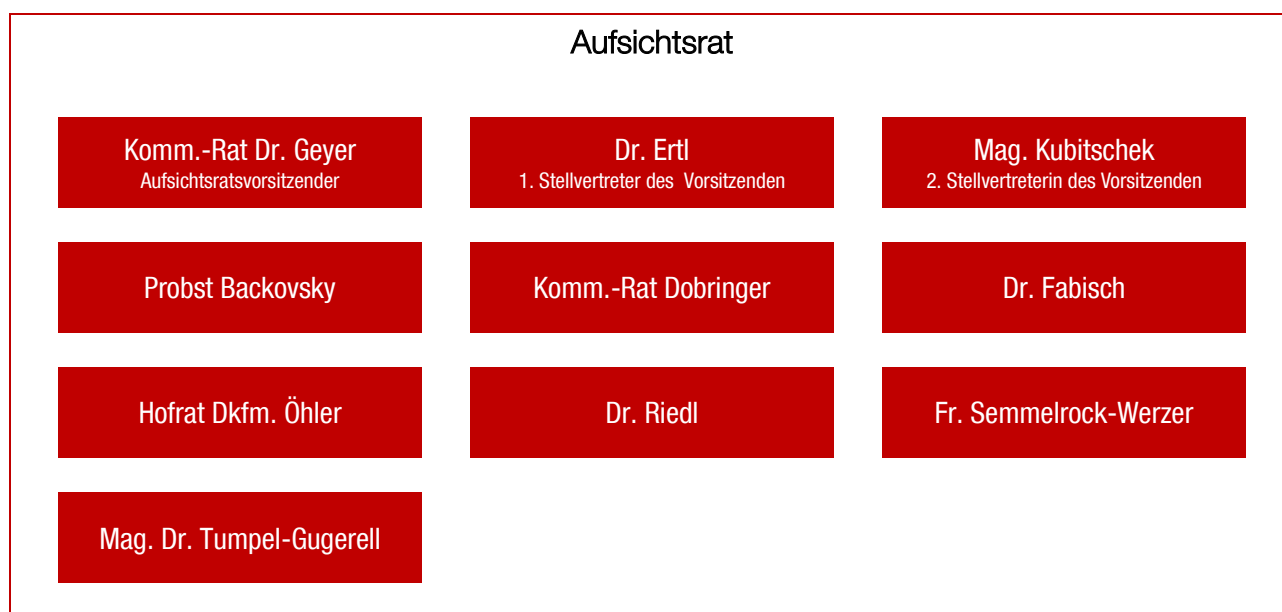 Aufsichtsrat
Komm.-Rat Dr. Geyer
Aufsichtsratsvorsitzender
Dr. Ertl
1. Stellvertreter des Vorsitzenden
Mag. Kubitschek
2. Stellvertreterin des Vorsitzenden
Probst Backovsky
Komm.-Rat Dobringer
Dr. Fabisch
Hofrat Dkfm. Öhler
Dr. Riedl
Fr. Semmelrock-Werzer
Mag. Dr. Tumpel-Gugerell